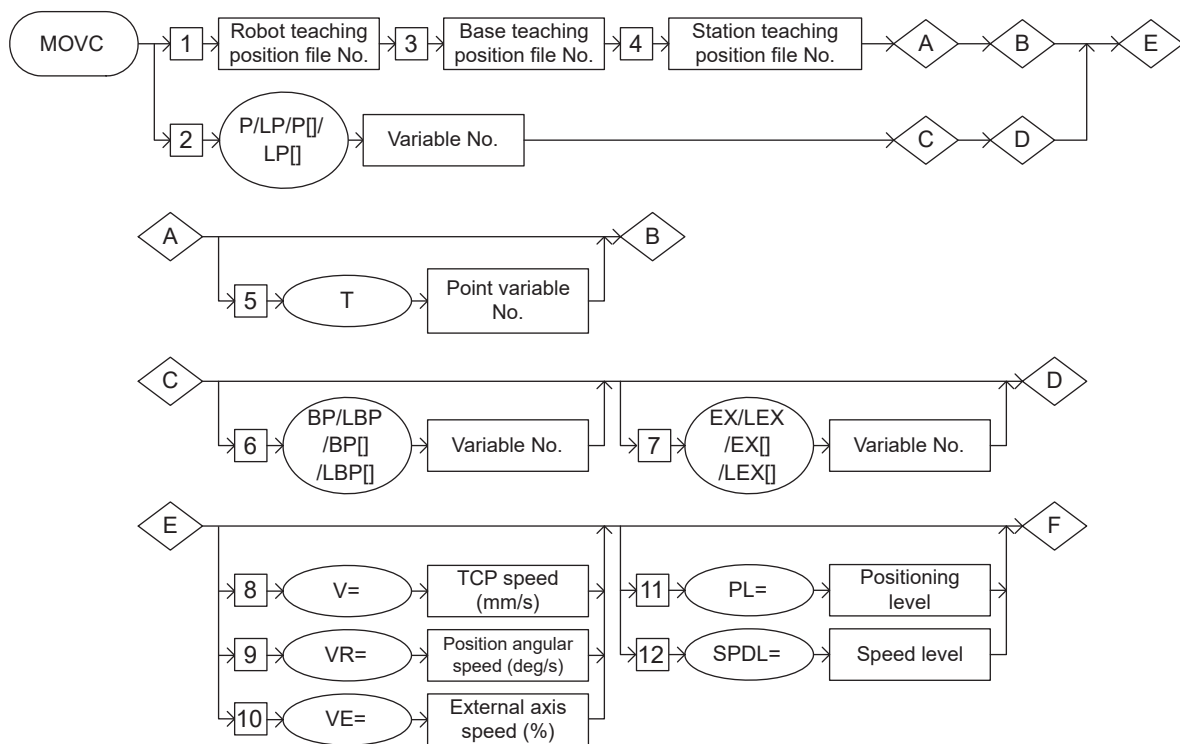 MOVC
1
Robot teaching
position file No.
3
Base teaching
position file No.
4
Station teaching
position file No.
A
B
E
2
P/LP/P[]/
LP[]
Variable No.
C
D
A
B
5
T
Point variable
No.
C
D
6
BP/LBP
/BP[]
/LBP[]
Variable No.
7
EX/LEX
/EX[]
/LEX[]
Variable No.
E
F
8
V=
TCP speed
(mm/s)
11
PL=
Positioning
level
9
VR=
Position angular
speed (deg/s)
12
SPDL=
Speed level
10
VE=
External axis
speed (%)